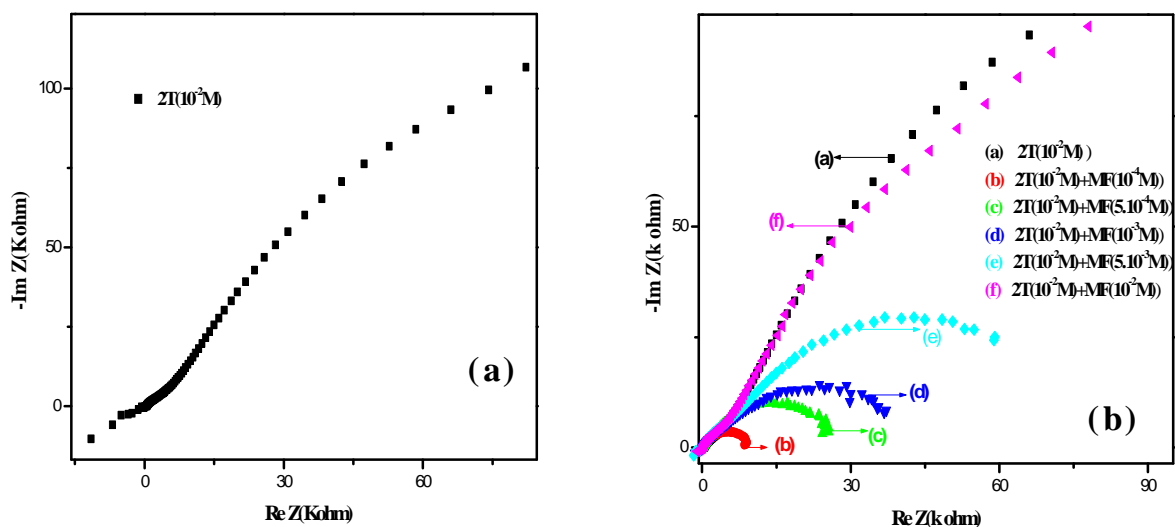 100
50
0
-Im Z(Kohm)
2T(10⁻²M)
(a)
0
30
60
Re Z(Kohm)
50
0
-Im Z(k ohm)
(a)
(f)
(a) 2T(10⁻²M) )
(b) 2T(10⁻²M)+MF(10⁻⁴M))
(c) 2T(10⁻²M)+MF(5.10⁻⁴M))
(d) 2T(10⁻²M)+MF(10⁻³M))
(e) 2T(10⁻²M)+MF(5.10⁻³M))
(f) 2T(10⁻²M)+MF(10⁻²M))
(e)
(d)
(c)
(b)
(b)
0
30
60
90
Re Z(k ohm)